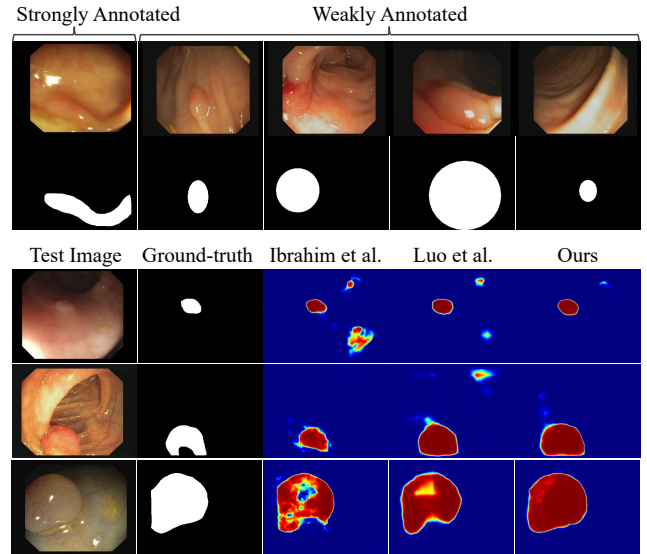 Strongly Annotated Weakly Annotated
Test Image Ground-truth Ibrahim et al. Luo et al. Ours